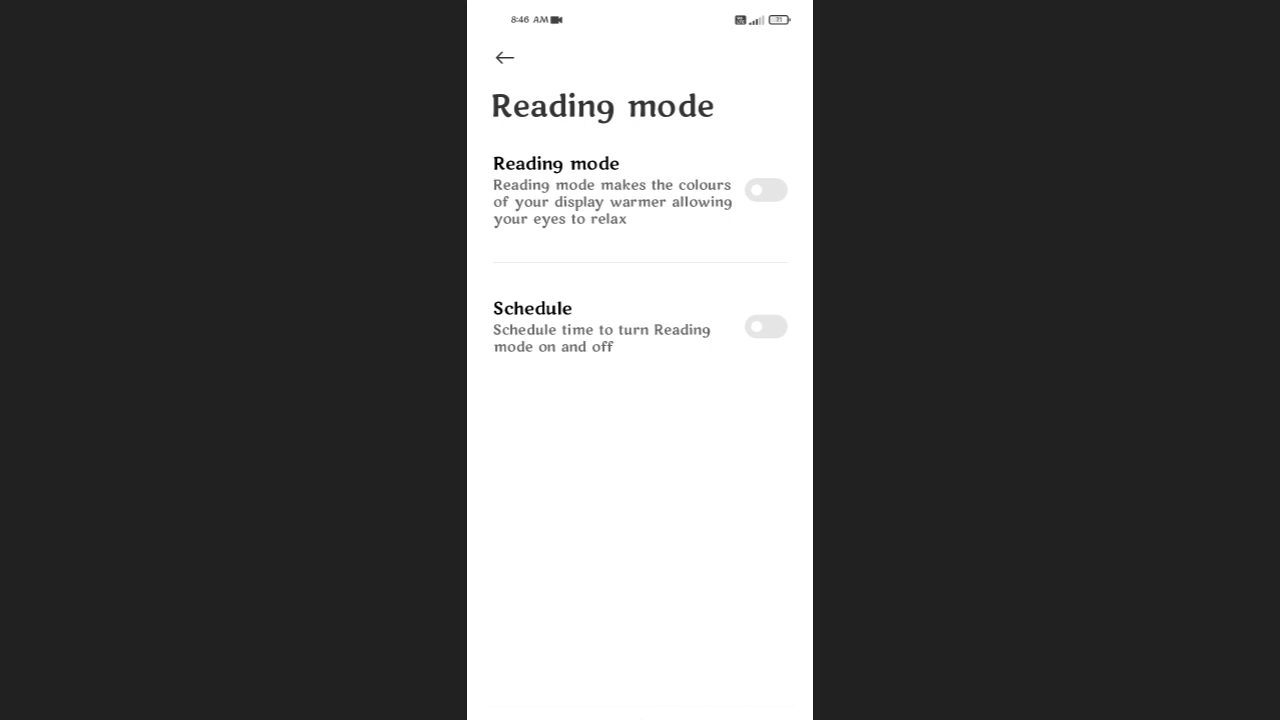 8:46 AM
71
Reading mode
Reading mode
Reading mode makes the colours
of your display warmer allowing
your eyes to relax
Schedule
Schedule time to turn Reading
mode on and off